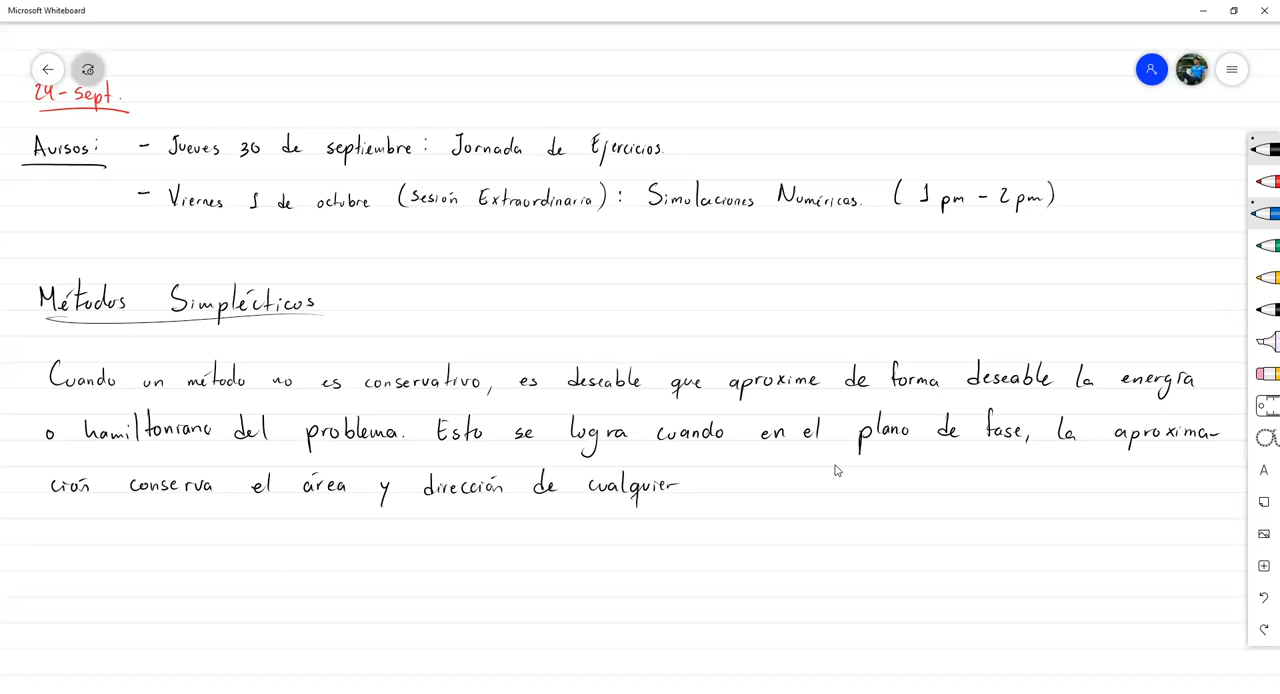 Microsoft Whiteboard
24-sept.
Avisos: - Jueves 30 de septiembre: Jornada de Ejercicios.
- Viernes 1 de octubre (Sesión Extraordinaria): Simulaciones Numéricas. (1 pm - 2 pm)
Métodos Simplécticos
Cuando un método no es conservativo, es deseable que aproxime de forma deseable la energía
o hamiltoniano del problema. Esto se logra cuando en el plano de fase, la aproxima-
ción conserva el área y dirección de cualquier
A